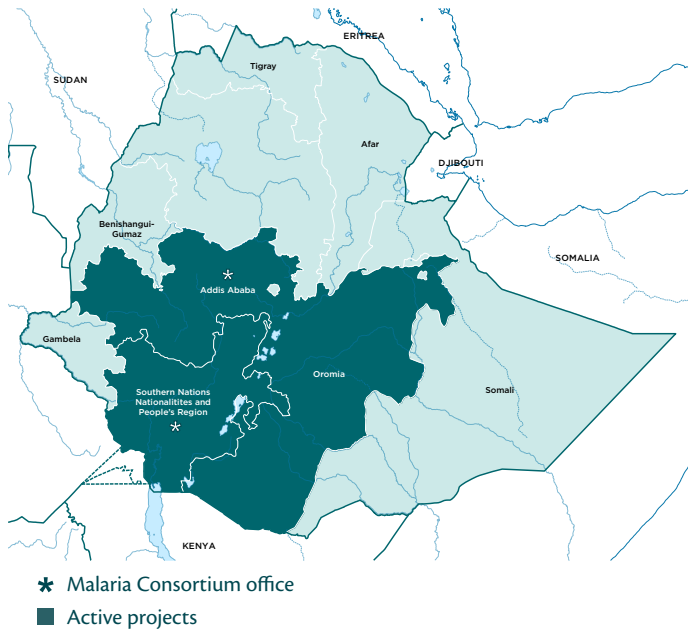 ERITREA
Tigray
SUDAN
Afar
DJIBOUTI
Benishangui-
Gumaz
SOMALIA
Addis Ababa
Gambela
Oromia
Southern Nations
Nationalitites and
People's Region
Somali
KENYA
Malaria Consortium office
Active projects